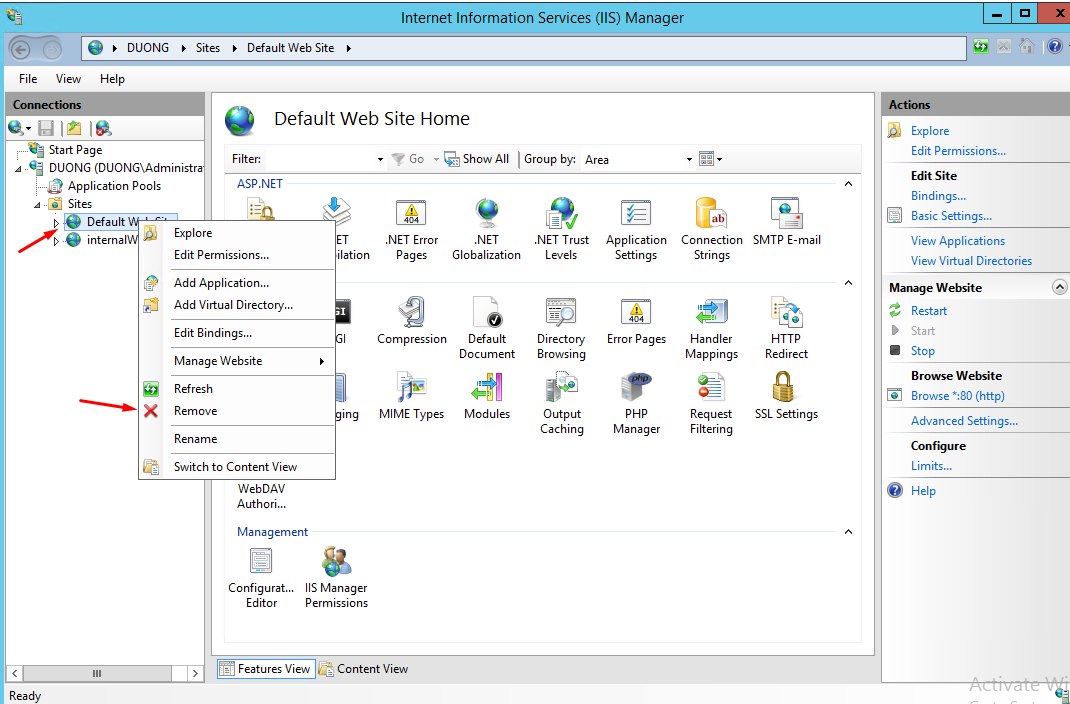 Internet Information Services (IIS) Manager
DUONG Sites Default Web Site
File View Help
Connections
Start Page
DUONG (DUONG\Administra
Application Pools
Sites
Default Web Sit
internalW
Explore
Edit Permissions...
Add Application...
Add Virtual Directory...
Edit Bindings...
Manage Website
Refresh
Remove
Rename
Switch to Content View
Default Web Site Home
Filter: Go Show All Group by: Area
ASP.NET
ET
ilation
.NET Error
Pages
.NET
Globalization
.NET Trust
Levels
Application
Settings
Connection
Strings
SMTP E-mail
GI
GI
Compression
Default
Document
Directory
Browsing
Error Pages
Handler
Mappings
HTTP
Redirect
ging
MIME Types
Modules
Output
Caching
PHP
Manager
Request
Filtering
SSL Settings
WebDAV
Authori...
Management
Configurat...
Editor
IIS Manager
Permissions
Features View Content View
Actions
Explore
Edit Permissions...
Edit Site
Bindings...
Basic Settings...
View Applications
View Virtual Directories
Manage Website
Restart
Start
Stop
Browse Website
Browse *:80 (http)
Advanced Settings...
Configure
Limits...
Help
Activate Wi
Ready